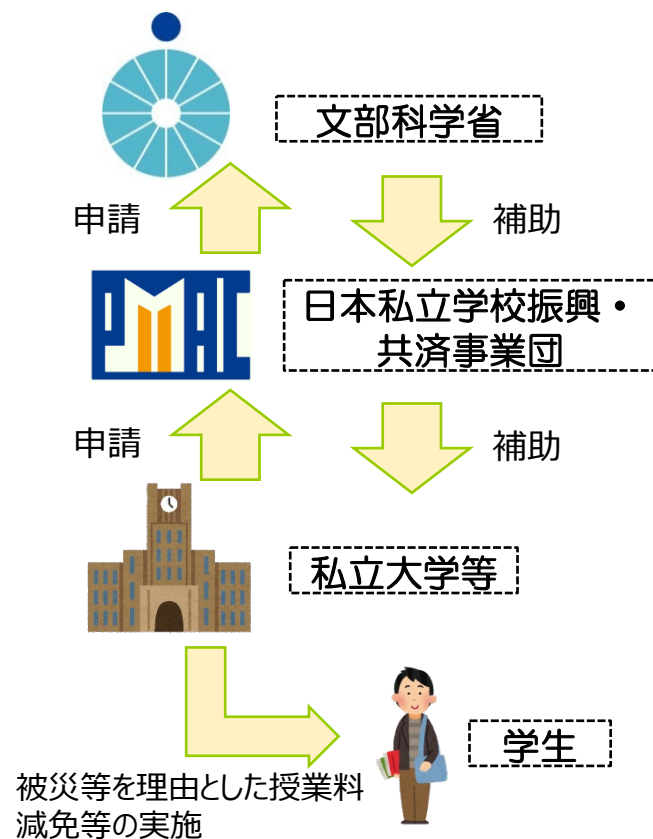 文部科学省
申請
補助
PMAC
日本私立学校振興・
共済事業団
申請
補助
私立大学等
学生
被災等を理由とした授業料
減免等の実施